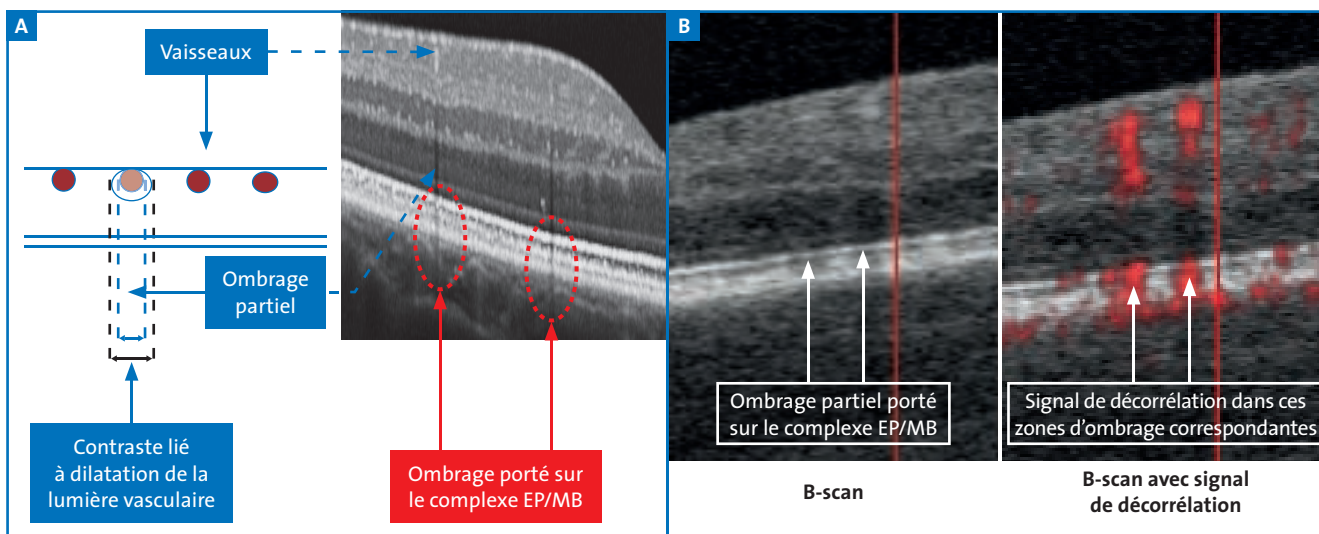 A
Vaisseaux
Ombrage
partiel
Contraste lié
à dilatation de la
lumière vasculaire
Ombrage porté sur
le complexe EP/MB
B
Ombrage partiel porté
sur le complexe EP/MB
B-scan
Signal de décorrélation dans ces
zones d’ombrage correspondantes
B-scan avec signal
de décorrélation